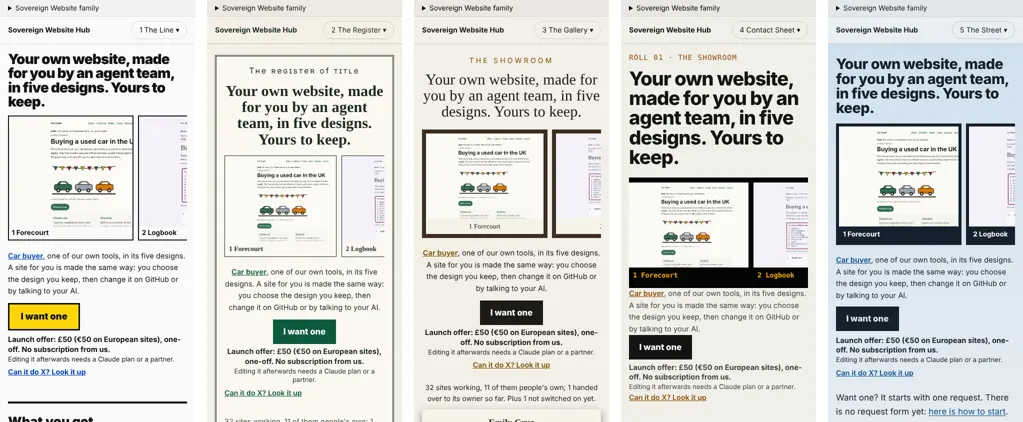 ▶ Sovereign Website family
Sovereign Website Hub
1 The Line
Your own website, made
for you by an agent team,
in five designs. Yours to
keep.
Buying a used car in the U
1 Forecourt
2 Logbook
Car buyer, one of our own tools, in its five designs.
A site for you is made the same way: you choose
the design you keep, then change it on GitHub or
by talking to your AI.
I want one
Launch offer: £50 (€50 on European sites), one-
off. No subscription from us.
Editing it afterwards needs a Claude plan or a partner.
Can it do X? Look it up
What you get
▶ Sovereign Website family
Sovereign Website Hub
2 The Register
The register of title
Your own website, made
for you by an agent
team, in five designs.
Yours to keep.
Buying a used car in the UK
1 Forecourt
2 Logbook
Car buyer, one of our own tools, in its five
designs. A site for you is made the same way:
you choose the design you keep, then
change it on GitHub or by talking to your AI.
I want one
Launch offer: £50 (€50 on European sites),
one-off. No subscription from us.
Editing it afterwards needs a Claude plan or a
partner.
Can it do X? Look it up
▶ Sovereign Website family
Sovereign Website Hub
3 The Gallery
THE SHOWROOM
Your own website, made for
you by an agent team, in five
designs. Yours to keep.
Buying a used car in the UK
1 Forecourt
Car buyer, one of our own tools, in its five designs.
A site for you is made the same way: you choose
the design you keep, then change it on GitHub or
by talking to your AI.
I want one
Launch offer: £50 (€50 on European sites), one-
off. No subscription from us.
Editing it afterwards needs a Claude plan or a partner.
Can it do X? Look it up
32 sites working, 11 of them people's own; 1 handed
over to its owner so far. Plus 1 not switched on yet.
▶ Sovereign Website family
Sovereign Website Hub
4 Contact Sheet
ROLL 01 · THE SHOWROOM
Your own website,
made for you by an
agent team, in five
designs. Yours to
keep.
Buying a used car in the UK
1 Forecourt
2 Logbook
Car buyer, one of our own tools, in its five designs.
A site for you is made the same way: you choose
the design you keep, then change it on GitHub or
by talking to your AI.
I want one
Launch offer: £50 (€50 on European sites), one-
off. No subscription from us.
Editing it afterwards needs a Claude plan or a partner.
Can it do X? Look it up
▶ Sovereign Website family
Sovereign Website Hub
5 The Street
Your own website, made
for you by an agent team,
in five designs. Yours to
keep.
Buying a used car in the UK
1 Forecourt
2 Logbook
Car buyer, one of our own tools, in its five designs.
A site for you is made the same way: you choose
the design you keep, then change it on GitHub or
by talking to your AI.
I want one
Launch offer: £50 (€50 on European sites), one-
off. No subscription from us.
Editing it afterwards needs a Claude plan or a partner.
Can it do X? Look it up
Want one? It starts with one request. There
is no request form yet: here is how to start.